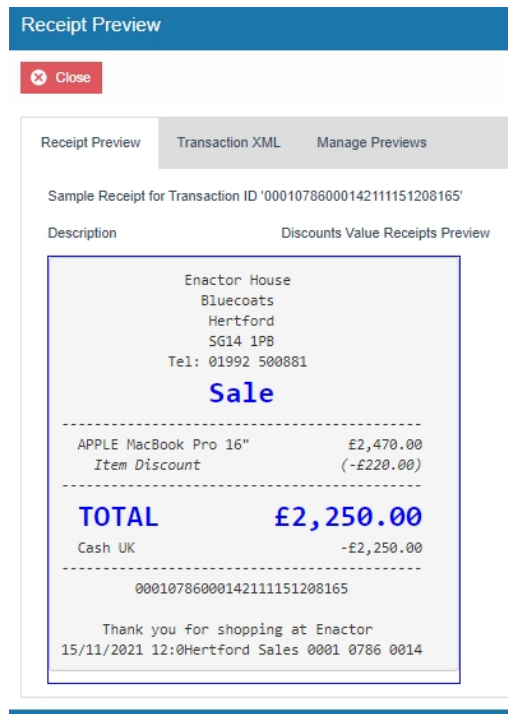 Receipt Preview
Close
Receipt Preview Transaction XML Manage Previews
Sample Receipt for Transaction ID '00010786000142111151208165'
Description Discounts Value Receipts Preview
Enactor House
Bluecoats
Hertford
SG14 1PB
Tel: 01992 500881
Sale
--------------------------------------------
APPLE MacBook Pro 16" £2,470.00
Item Discount (-£220.00)
--------------------------------------------
TOTAL £2,250.00
Cash UK -£2,250.00
--------------------------------------------
00010786000142111151208165
Thank you for shopping at Enactor
15/11/2021 12:0Hertford Sales 0001 0786 0014